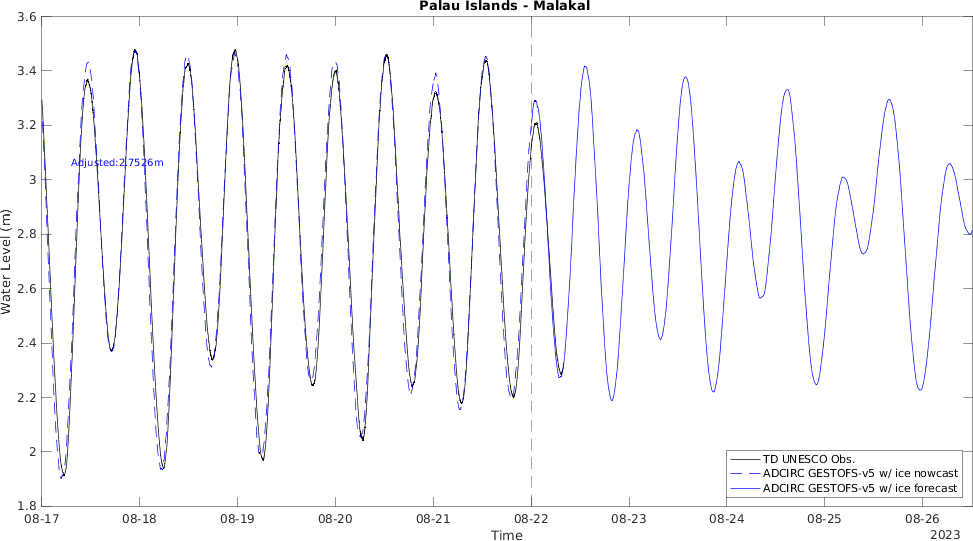 Palau Islands - Malakal
3.6
3.4
3.2
3
2.8
2.6
2.4
2.2
2
1.8
Water Level (m)
Adjusted:2.7526m
TD UNESCO Obs.
ADCIRC GESTOFS-v5 w/ ice nowcast
ADCIRC GESTOFS-v5 w/ ice forecast
08-17 08-18 08-19 08-20 08-21 08-22 08-23 08-24 08-25 08-26
Time
2023